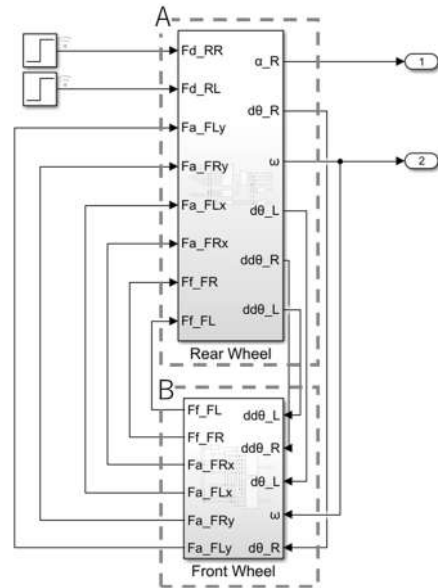 A
Fd_RR
Fd_RL
Fa_FLy
Fa_FRy
Fa_FLx
Fa_FRx
Ff_FR
Ff_FL
α_R
dθ_R
ω
dθ_L
ddθ_R
ddθ_L
1
2
Rear Wheel
B
Ff_FL
Ff_FR
Fa_FRx
Fa_FLx
Fa_FRy
Fa_FLy
ddθ_L
ddθ_R
dθ_L
ω
dθ_R
Front Wheel